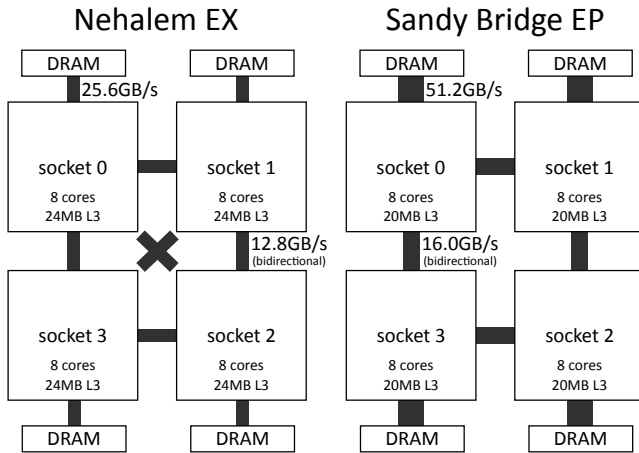 Nehalem EX
DRAM
DRAM
25.6GB/s
socket 0
8 cores
24MB L3
socket 1
8 cores
24MB L3
12.8GB/s
(bidirectional)
socket 3
8 cores
24MB L3
socket 2
8 cores
24MB L3
DRAM
DRAM
Sandy Bridge EP
DRAM
DRAM
51.2GB/s
socket 0
8 cores
20MB L3
socket 1
8 cores
20MB L3
16.0GB/s
(bidirectional)
socket 3
8 cores
20MB L3
socket 2
8 cores
20MB L3
DRAM
DRAM